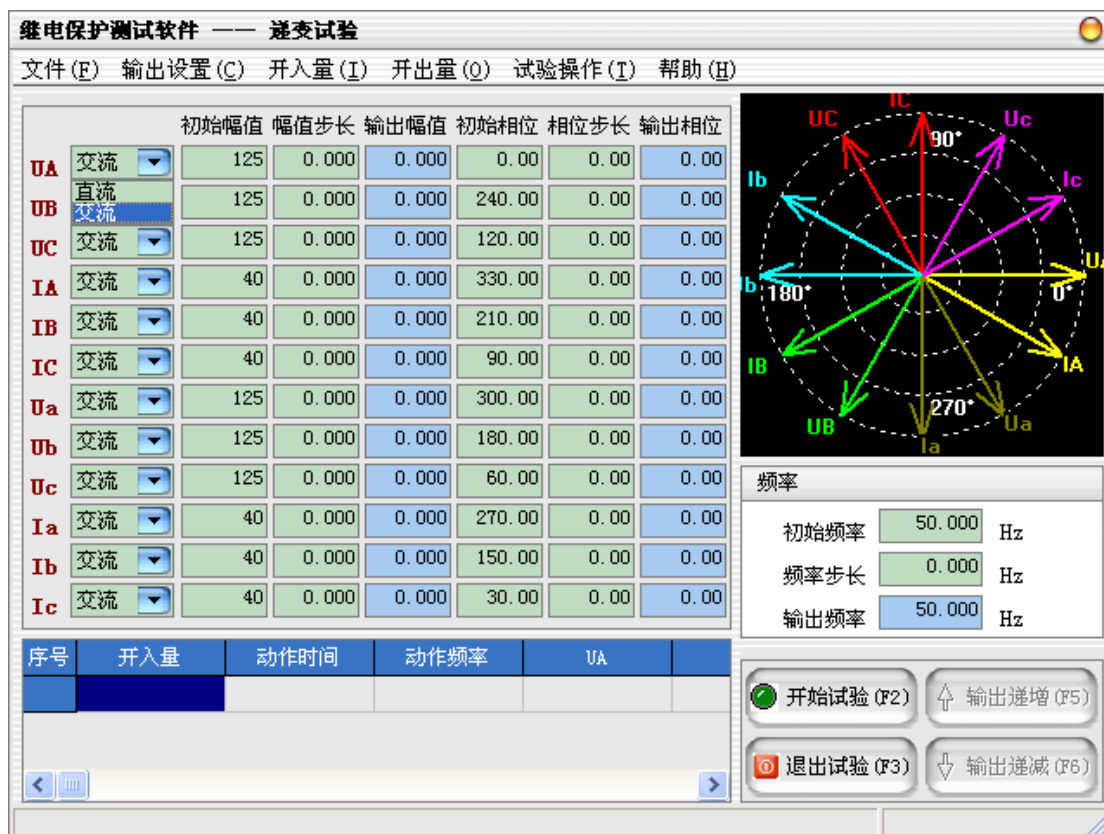 继电保护测试软件 —— 递变试验
文件(F) 输出设置(C) 开入量(I) 开出量(O) 试验操作(T) 帮助(H)
初始幅值 幅值步长 输出幅值 初始相位 相位步长 输出相位
UA 交流 125 0.000 0.000 0.00 0.00 0.00
直流
交流
UB 125 0.000 0.000 240.00 0.00 0.00
UC 交流 125 0.000 0.000 120.00 0.00 0.00
IA 交流 40 0.000 0.000 330.00 0.00 0.00
IB 交流 40 0.000 0.000 210.00 0.00 0.00
IC 交流 40 0.000 0.000 90.00 0.00 0.00
Ua 交流 125 0.000 0.000 300.00 0.00 0.00
Ub 交流 125 0.000 0.000 180.00 0.00 0.00
Uc 交流 125 0.000 0.000 60.00 0.00 0.00
Ia 交流 40 0.000 0.000 270.00 0.00 0.00
Ib 交流 40 0.000 0.000 150.00 0.00 0.00
Ic 交流 40 0.000 0.000 30.00 0.00 0.00
IC
UC
Uc
90°
Ib
Ic
UA
b
180°
0°
IB
IA
270°
UB
Ua
Ia
频率
初始频率 50.000 Hz
频率步长 0.000 Hz
输出频率 50.000 Hz
序号 开入量 动作时间 动作频率 UA
开始试验(F2)
输出递增(F5)
退出试验(F3)
输出递减(F6)